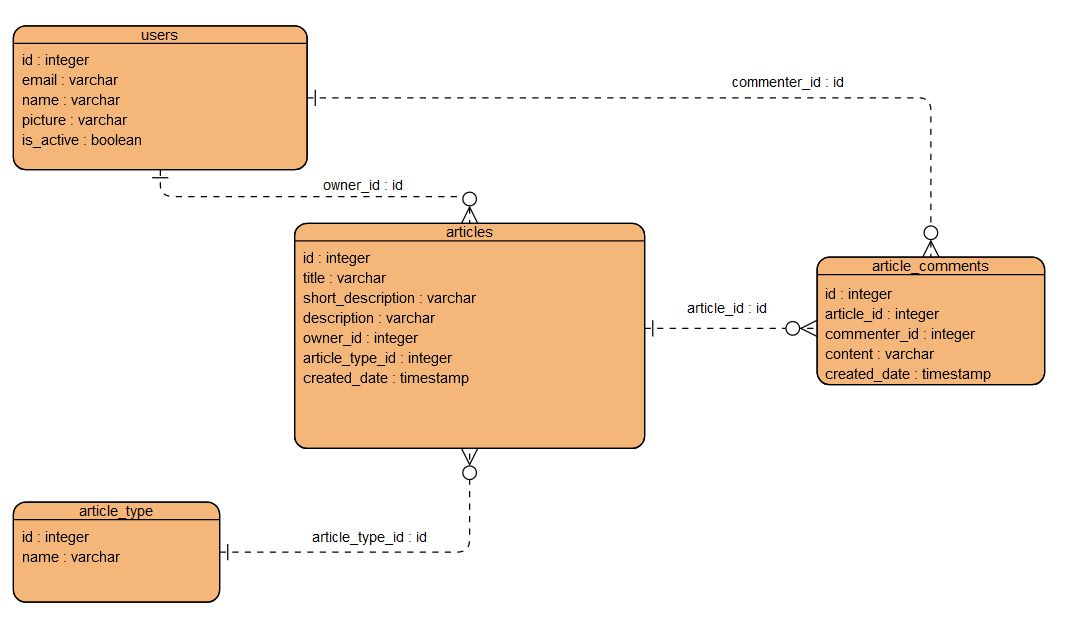 users
id : integer
email : varchar
name : varchar
picture : varchar
is_active : boolean
commenter_id : id
owner_id : id
articles
id : integer
title : varchar
short_description : varchar
description : varchar
owner_id : integer
article_type_id : integer
created_date : timestamp
article_id : id
article_comments
id : integer
article_id : integer
commenter_id : integer
content : varchar
created_date : timestamp
article_type
id : integer
name : varchar
article_type_id : id